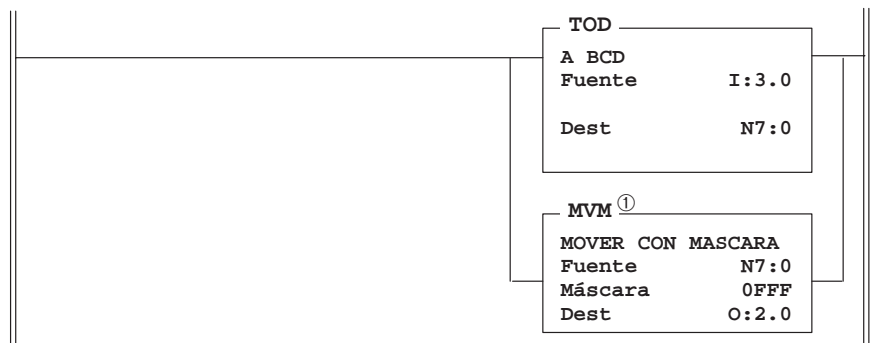 TOD
A BCD
Fuente I:3.0
Dest N7:0
MVM ①
MOVER CON MASCARA
Fuente N7:0
Máscara 0FFF
Dest O:2.0